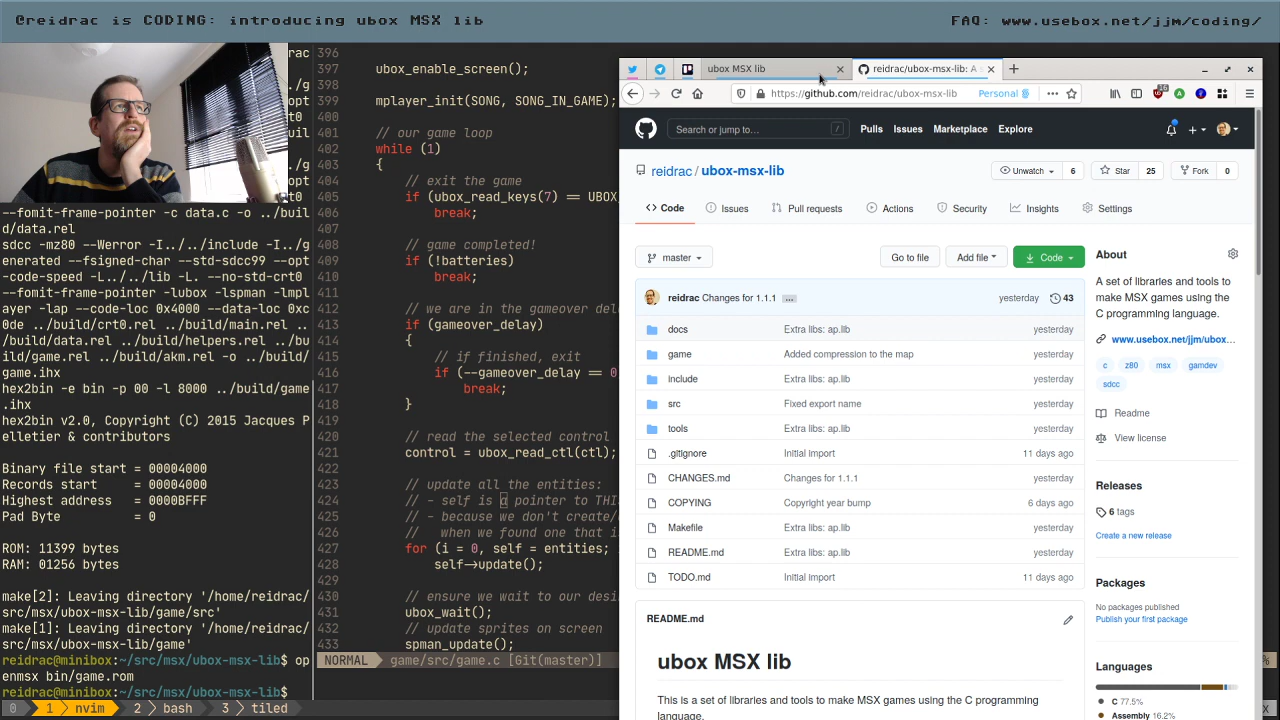 @reidrac is CODING: introducing ubox MSX lib
FAQ: www.usebox.net/jjm/coding/
rac
opt
./g
opt
./g
opt
./g
opt
./g
rt0
--fomit-frame-pointer -c data.c -o ../buil
d/data.rel
sdcc -mz80 --Werror -I../../include -I../g
enerated --fsigned-char --std-sdcc99 --opt
-code-speed -L../../lib -L. --no-std-crt0
--fomit-frame-pointer -lubox -lspman -lmpl
ayer -lap --code-loc 0x4000 --data-loc 0xc
0de ../build/crt0.rel ../build/main.rel ..
/build/data.rel ../build/helpers.rel ../bu
ild/game.rel ../build/akm.rel -o ../build/
game.ihx
hex2bin -e bin -p 00 -l 8000 ../build/game
.ihx
hex2bin v2.0, Copyright (C) 2015 Jacques P
elletier & contributors
Binary file start = 00004000
Records start = 00004000
Highest address = 0000BFFF
Pad Byte = 0
ROM: 11399 bytes
RAM: 01256 bytes
make[2]: Leaving directory '/home/reidrac/
src/msx/ubox-msx-lib/game/src'
make[1]: Leaving directory '/home/reidrac/
src/msx/ubox-msx-lib/game'
reidrac@minibox:~/src/msx/ubox-msx-lib$ op
enmsx bin/game.rom
reidrac@minibox:~/src/msx/ubox-msx-lib$
396
397 ubox_enable_screen();
398
399 mplayer_init(SONG, SONG_IN_GAME);
400
401 // our game loop
402 while (1)
403 {
404 // exit the game
405 if (ubox_read_keys(7) == UBOX
406 break;
407
408 // game completed!
409 if (!batteries)
410 break;
411
412 // we are in the gameover del
413 if (gameover_delay)
414 {
415 // if finished, exit
416 if (--gameover_delay == 0
417 break;
418 }
419
420 // read the selected control
421 control = ubox_read_ctl(ctl);
422
423 // update all the entities:
424 // - self is a pointer to THI
425 // - because we don't create/
426 // when we found one that i
427 for (i = 0, self = entities;
428 self->update();
429
430 // ensure we wait to our desi
431 ubox_wait();
432 // update sprites on screen
433 spman_update();
NORMAL game/src/game.c [Git(master)]
%
0 1 nvim 2 bash 3 tiled
x
ubox MSX lib
reidrac/ubox-msx-lib: A s
https://github.com/reidrac/ubox-msx-lib Personal
Search or jump to… /
Pulls Issues Marketplace Explore
reidrac / ubox-msx-lib
Unwatch 6 Star 25 Fork 0
Code Issues Pull requests Actions Security Insights Settings
master Go to file Add file Code
reidrac Changes for 1.1.1 … yesterday 43
docs Extra libs: ap.lib yesterday
game Added compression to the map yesterday
include Extra libs: ap.lib yesterday
src Fixed export name yesterday
tools Extra libs: ap.lib yesterday
.gitignore Initial import 11 days ago
CHANGES.md Changes for 1.1.1 yesterday
COPYING Copyright year bump 6 days ago
Makefile Extra libs: ap.lib yesterday
README.md Extra libs: ap.lib yesterday
TODO.md Initial import 11 days ago
README.md
ubox MSX lib
This is a set of libraries and tools to make MSX games using the C programming
language.
About
A set of libraries and tools to
make MSX games using the
C programming language.
www.usebox.net/jjm/ubox…
c z80 msx gamedev
sdcc
Readme
View license
Releases
6 tags
Create a new release
Packages
No packages published
Publish your first package
Languages
C 77.5%
Assembly 16.2%